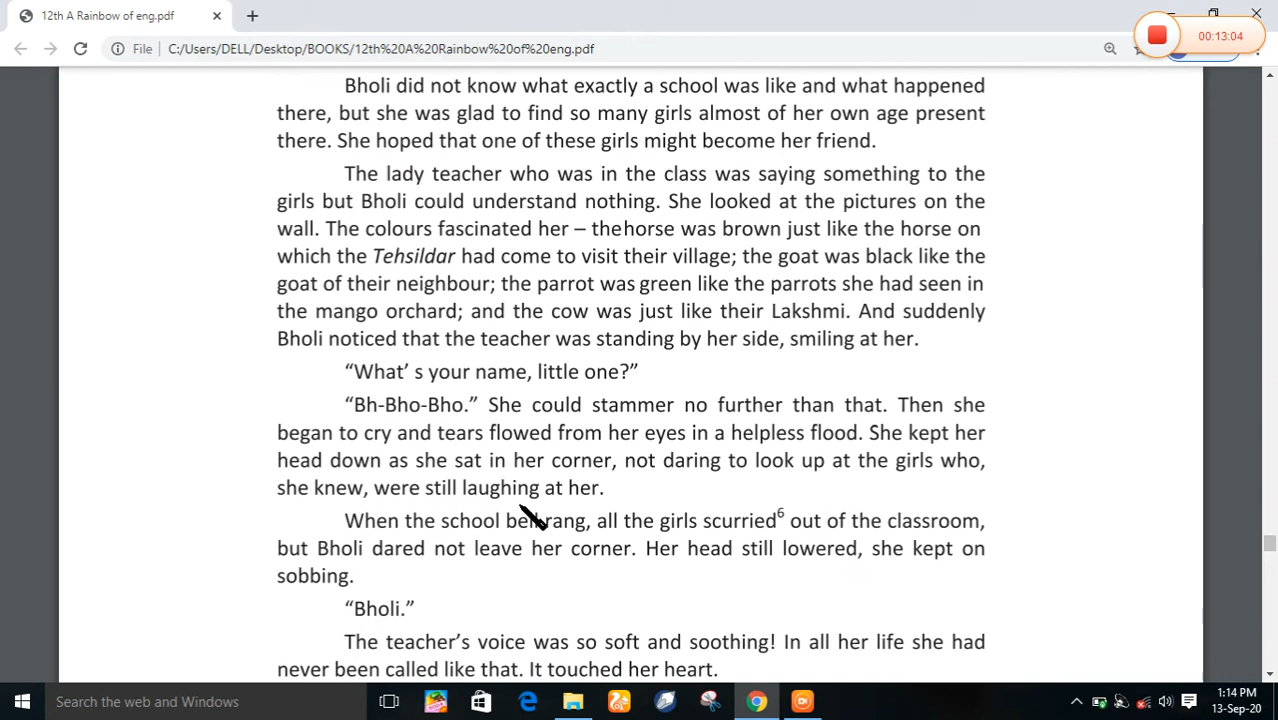 12th A Rainbow of eng.pdf
00:13:04
File C:/Users/DELL/Desktop/BOOKS/12th%20A%20Rainbow%20of%20eng.pdf
Bholi did not know what exactly a school was like and what happened
there, but she was glad to find so many girls almost of her own age present
there. She hoped that one of these girls might become her friend.
The lady teacher who was in the class was saying something to the
girls but Bholi could understand nothing. She looked at the pictures on the
wall. The colours fascinated her – thehorse was brown just like the horse on
which the Tehsildar had come to visit their village; the goat was black like the
goat of their neighbour; the parrot was green like the parrots she had seen in
the mango orchard; and the cow was just like their Lakshmi. And suddenly
Bholi noticed that the teacher was standing by her side, smiling at her.
“What’ s your name, little one?”
“Bh-Bho-Bho.” She could stammer no further than that. Then she
began to cry and tears flowed from her eyes in a helpless flood. She kept her
head down as she sat in her corner, not daring to look up at the girls who,
she knew, were still laughing at her.
When the school bell rang, all the girls scurried6 out of the classroom,
but Bholi dared not leave her corner. Her head still lowered, she kept on
sobbing.
“Bholi.”
The teacher’s voice was so soft and soothing! In all her life she had
never been called like that. It touched her heart.
Search the web and Windows
1:14 PM
13-Sep-20